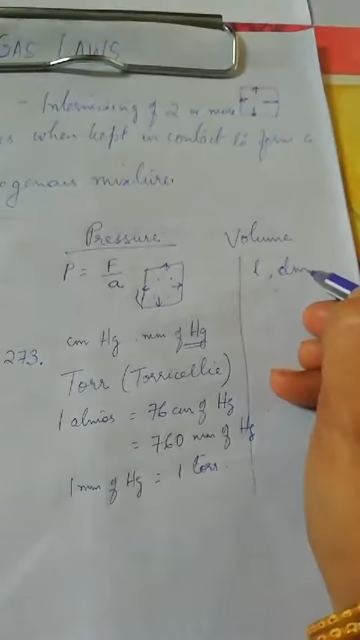 GAS LAWS
- Intermixing of 2 or more
es when kept in contact to form a
ogenous mixture.
Pressure
P = F/a
cm Hg mm of Hg
273.
Torr (Torricellie)
1 atmos = 76 cm of Hg
= 760 mm of Hg
1 mm of Hg = 1 torr.
Volume
l, dm